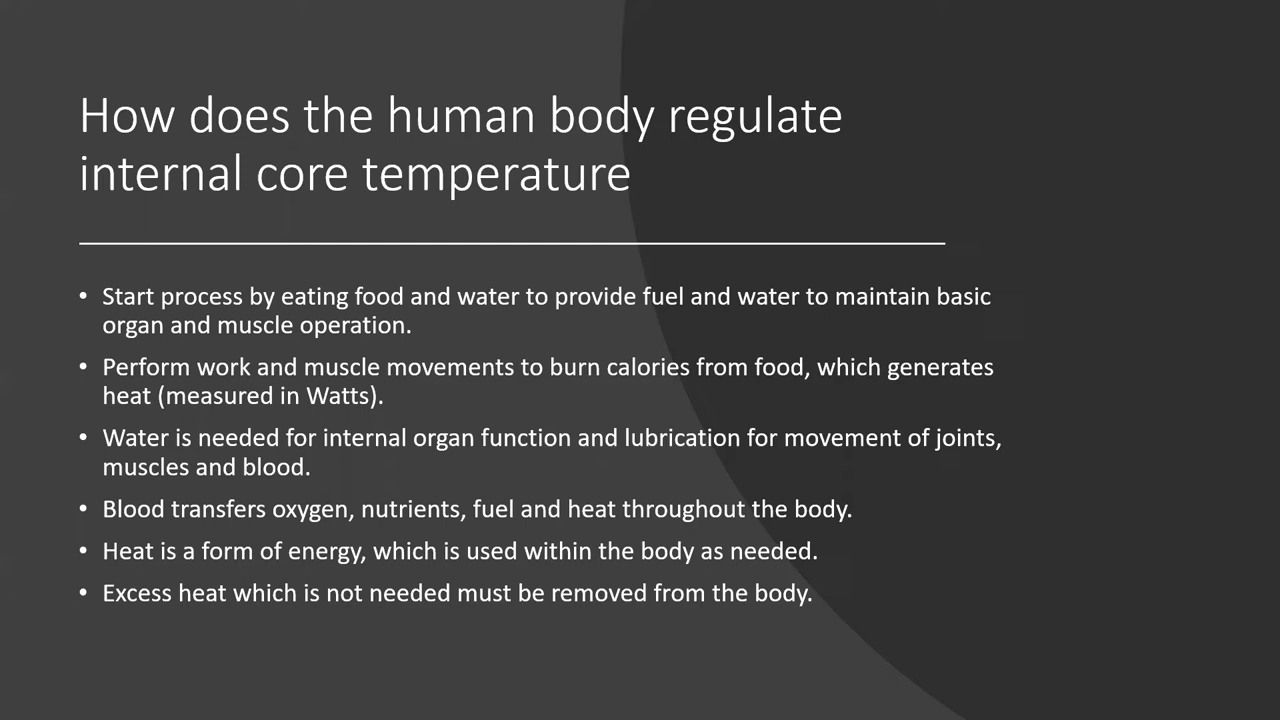 How does the human body regulate
internal core temperature
• Start process by eating food and water to provide fuel and water to maintain basic
organ and muscle operation.
• Perform work and muscle movements to burn calories from food, which generates
heat (measured in Watts).
• Water is needed for internal organ function and lubrication for movement of joints,
muscles and blood.
• Blood transfers oxygen, nutrients, fuel and heat throughout the body.
• Heat is a form of energy, which is used within the body as needed.
• Excess heat which is not needed must be removed from the body.